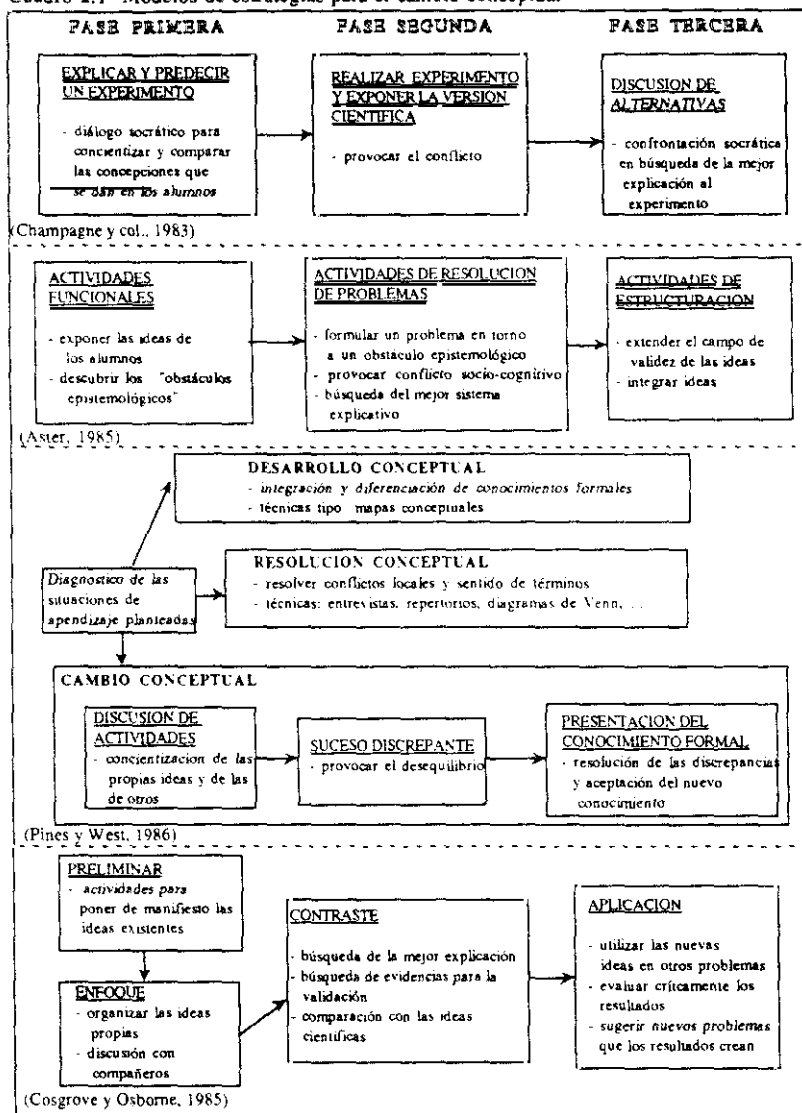 Cuadro 2.1 Modelos de estrategias para el cambio conceptual
FASE PRIMERA
FASE SEGUNDA
FASE TERCERA
EXPLICAR Y PREDECIR
UN EXPERIMENTO
- diálogo socrático para
concientizar y comparar
las concepciones que
se dan en los alumnos
REALIZAR EXPERIMENTO
Y EXPONER LA VERSION
CIENTIFICA
- provocar el conflicto
DISCUSION DE
ALTERNATIVAS
- confrontación socrática
en búsqueda de la mejor
explicación al
experimento
(Champagne y col., 1983)
ACTIVIDADES
FUNCIONALES
- exponer las ideas de
los alumnos
- descubrir los "obstáculos
epistemológicos"
ACTIVIDADES DE RESOLUCION
DE PROBLEMAS
- formular un problema en torno
a un obstáculo epistemológico
- provocar conflicto socio-cognitivo
- búsqueda del mejor sistema
explicativo
ACTIVIDADES DE
ESTRUCTURACION
- extender el campo de
validez de las ideas
- integrar ideas
(Aster, 1985)
DESARROLLO CONCEPTUAL
- integración y diferenciación de conocimientos formales
- técnicas tipo mapas conceptuales
Diagnostico de las
situaciones de
apendizaje planteadas
RESOLUCION CONCEPTUAL
- resolver conflictos locales y sentido de términos
- técnicas: entrevistas, repertorios, diagramas de Venn, ...
CAMBIO CONCEPTUAL
DISCUSION DE
ACTIVIDADES
- concientizacion de las
propias ideas y de las
de otros
SUCESO DISCREPANTE
- provocar el desequilibrio
PRESENTACION DEL
CONOCIMIENTO FORMAL
- resolución de las discrepancias
y aceptación del nuevo
conocimiento
(Pines y West, 1986)
PRELIMINAR
- actividades para
poner de manifiesto las
ideas existentes
ENFOQUE
- organizar las ideas
propias
- discusión con
compañeros
CONTRASTE
- búsqueda de la mejor explicación
- búsqueda de evidencias para la
validación
- comparación con las ideas
científicas
APLICACION
- utilizar las nuevas
ideas en otros problemas
- evaluar críticamente los
resultados
- sugerir nuevos problemas
que los resultados crean
(Cosgrove y Osborne, 1985)